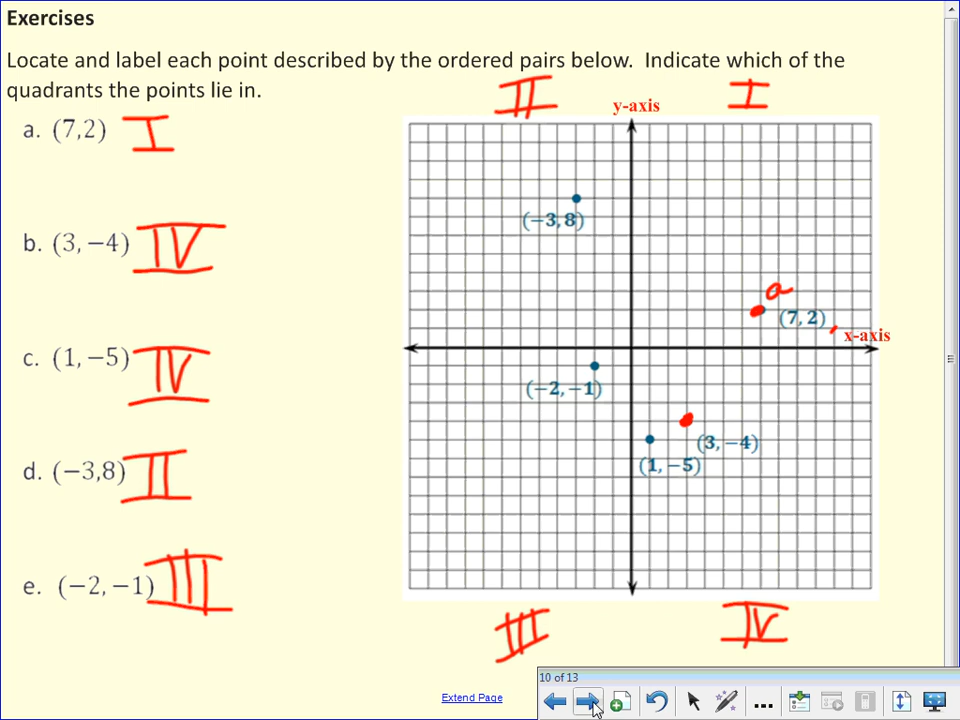 Exercises
Locate and label each point described by the ordered pairs below. Indicate which of the
quadrants the points lie in.
II I
y-axis
a. (7,2) I
(−3,8)
b. (3,−4) IV
a
(7,2)
x-axis
c. (1,−5) IV
(−2,−1)
(3,−4)
(1,−5)
d. (−3,8) II
e. (−2,−1) III
III IV
10 of 13
Extend Page